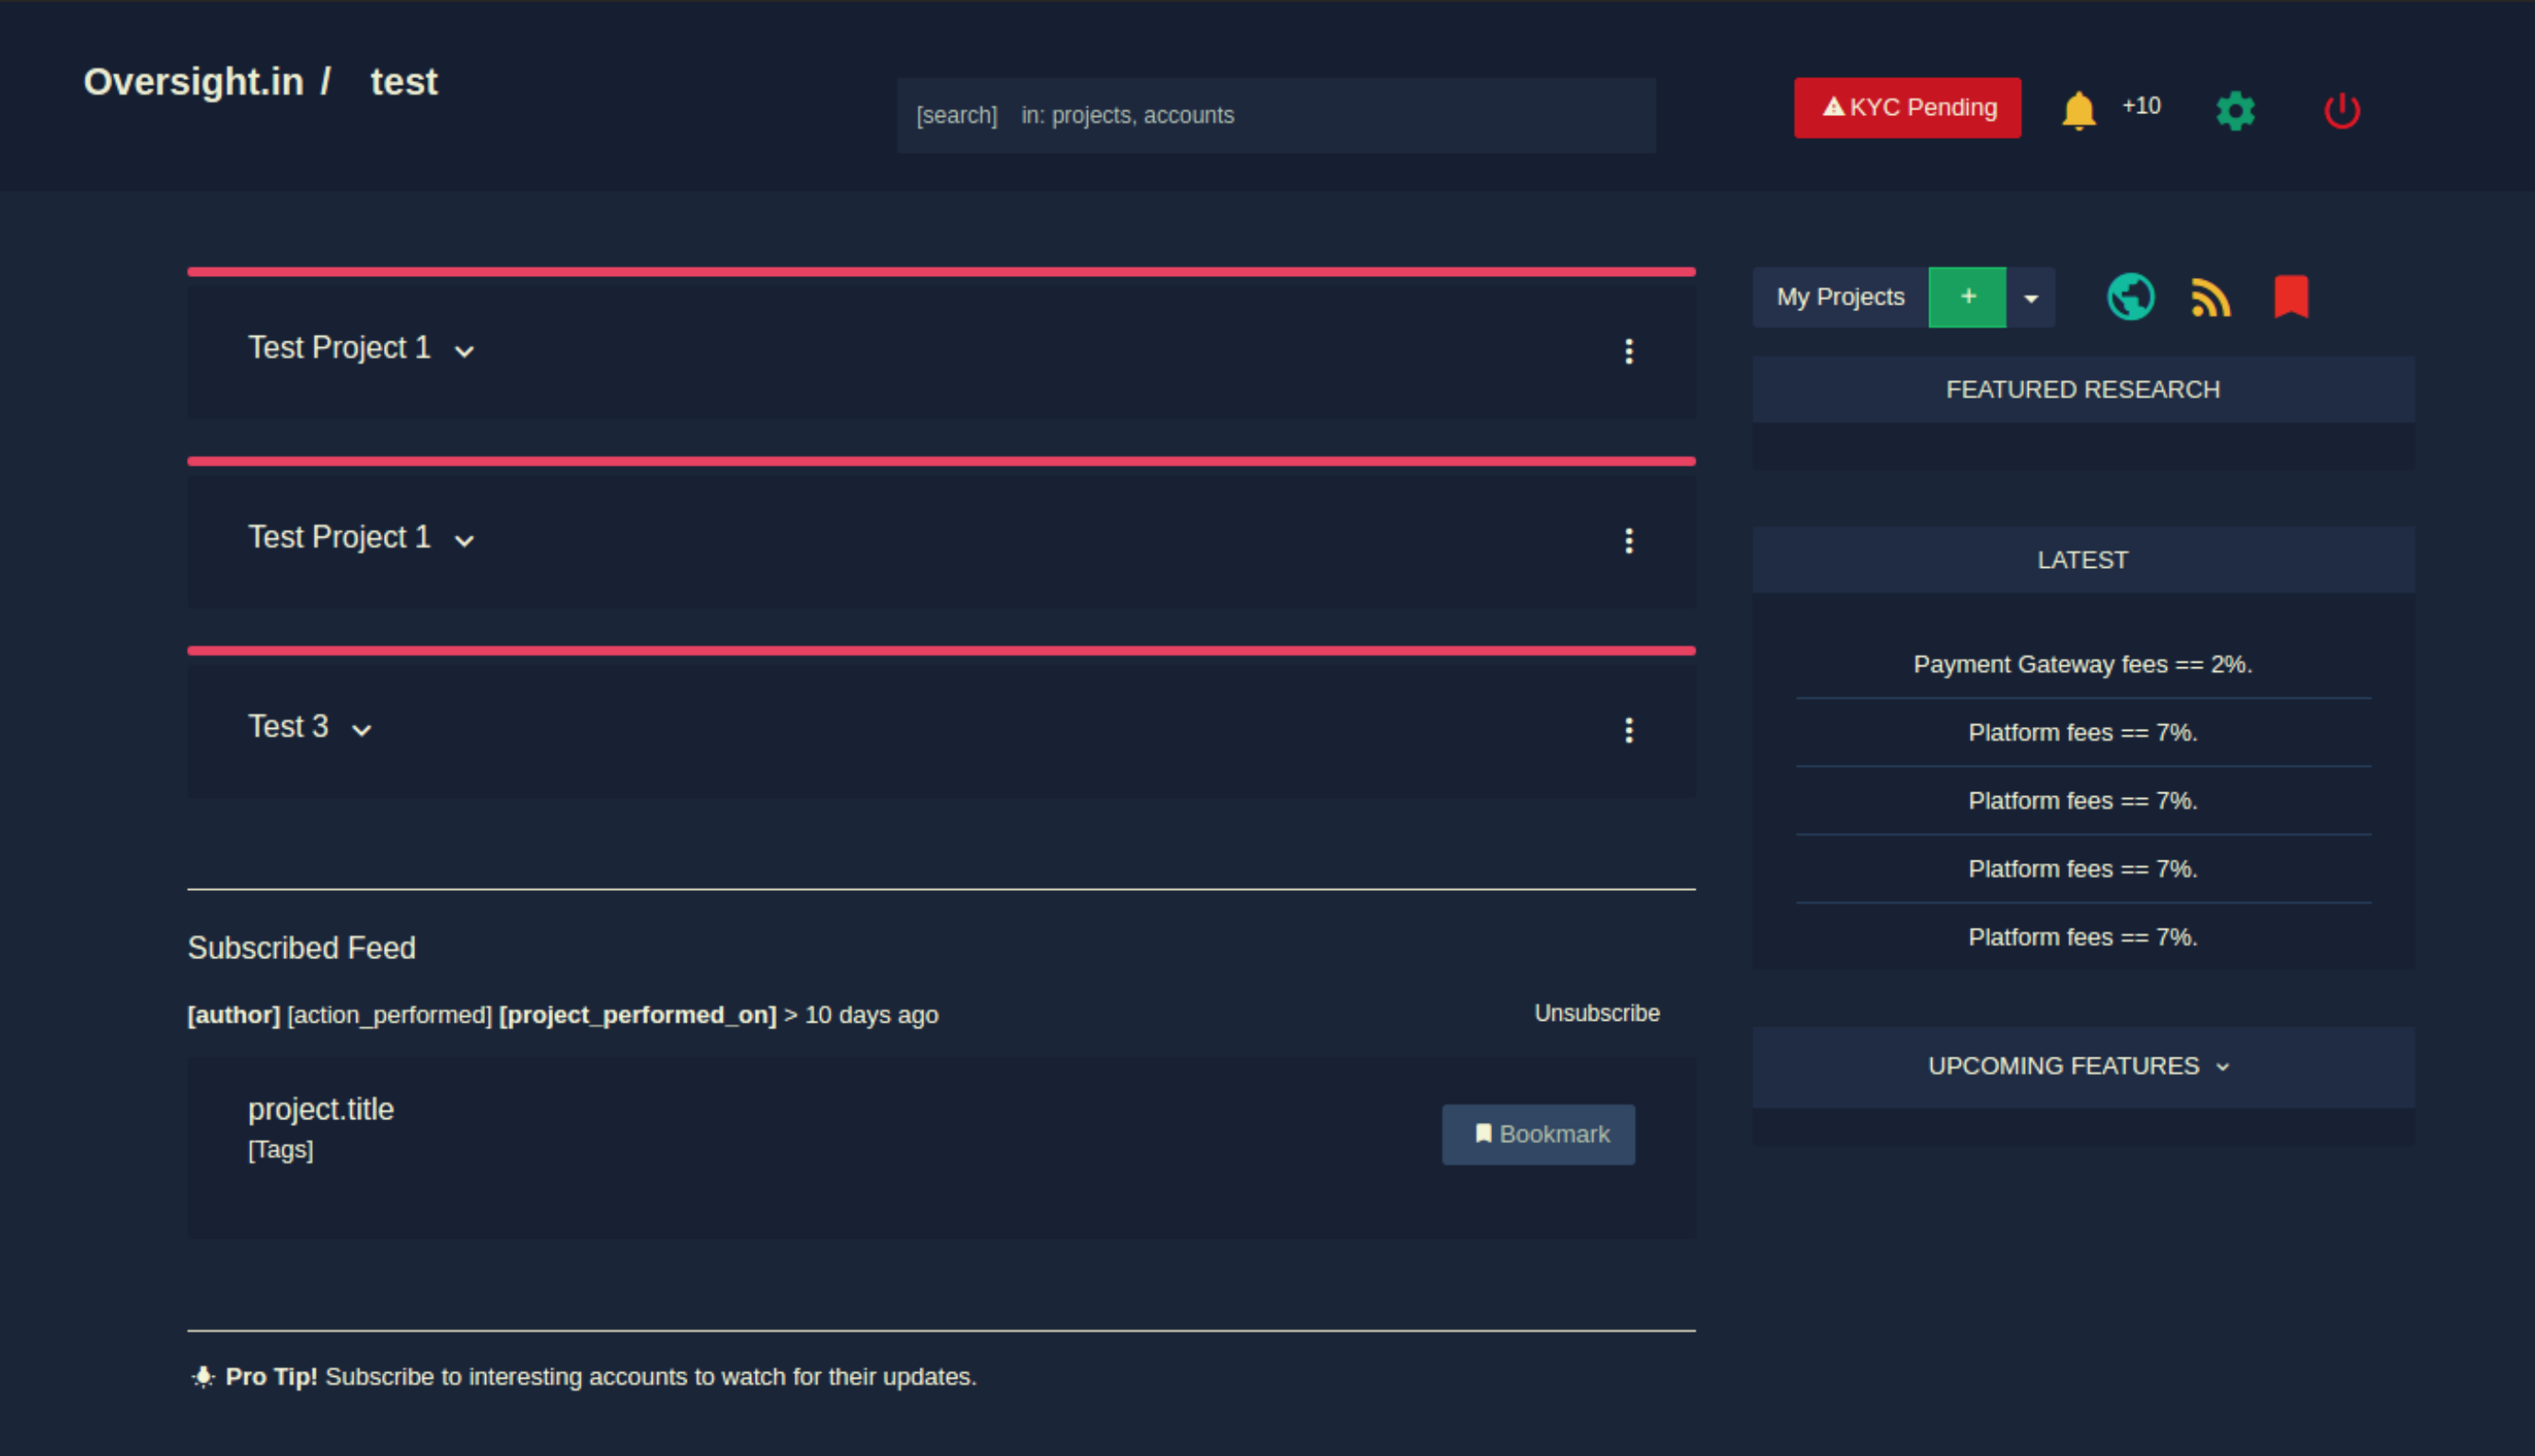 Oversight.in / test
[search] in: projects, accounts
KYC Pending
+10
Test Project 1
Test Project 1
Test 3
Subscribed Feed
[author] [action_performed] [project_performed_on] > 10 days ago
Unsubscribe
project.title
[Tags]
Bookmark
Pro Tip! Subscribe to interesting accounts to watch for their updates.
My Projects +
FEATURED RESEARCH
LATEST
Payment Gateway fees == 2%.
Platform fees == 7%.
Platform fees == 7%.
Platform fees == 7%.
Platform fees == 7%.
UPCOMING FEATURES